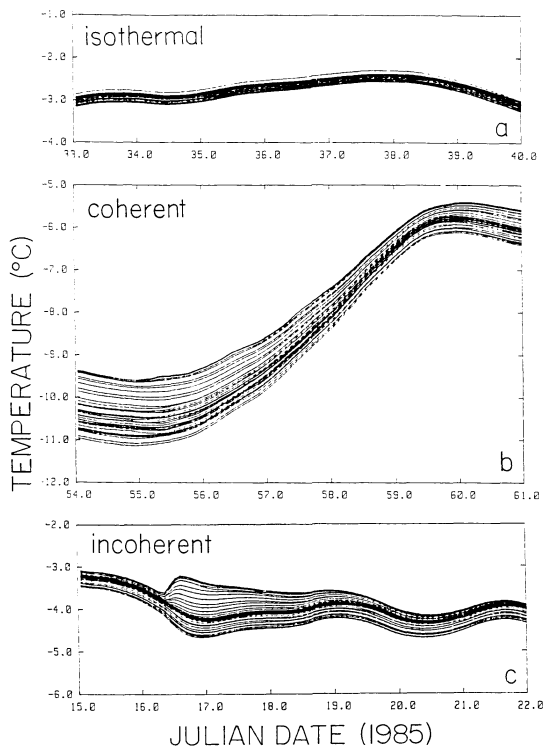 -1.0
isothermal
-2.0
-3.0
-4.0
a
33.0 34.0 35.0 36.0 37.0 38.0 39.0 40.0
-5.0
coherent
-6.0
-7.0
-8.0
-9.0
-10.0
-11.0
-12.0
b
54.0 55.0 56.0 57.0 58.0 59.0 60.0 61.0
TEMPERATURE (°C)
-2.0
incoherent
-3.0
-4.0
-5.0
-6.0
c
15.0 16.0 17.0 18.0 19.0 20.0 21.0 22.0
JULIAN DATE (1985)